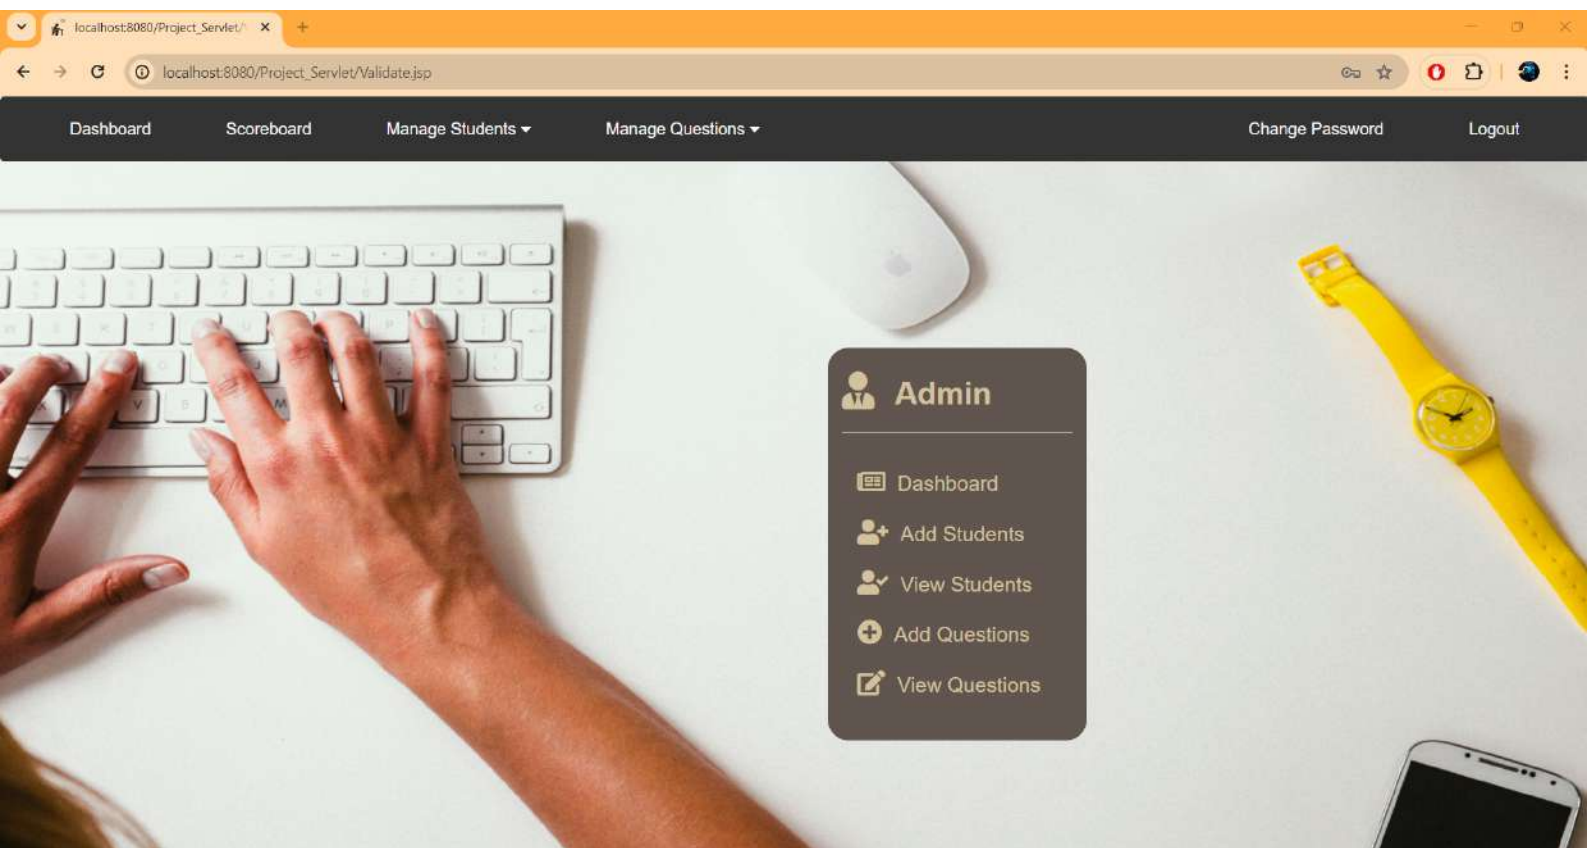 localhost:8080/Project_Servlet/
localhost:8080/Project_Servlet/Validate.jsp
Dashboard Scoreboard Manage Students Manage Questions Change Password Logout
Admin
Dashboard
Add Students
View Students
Add Questions
View Questions